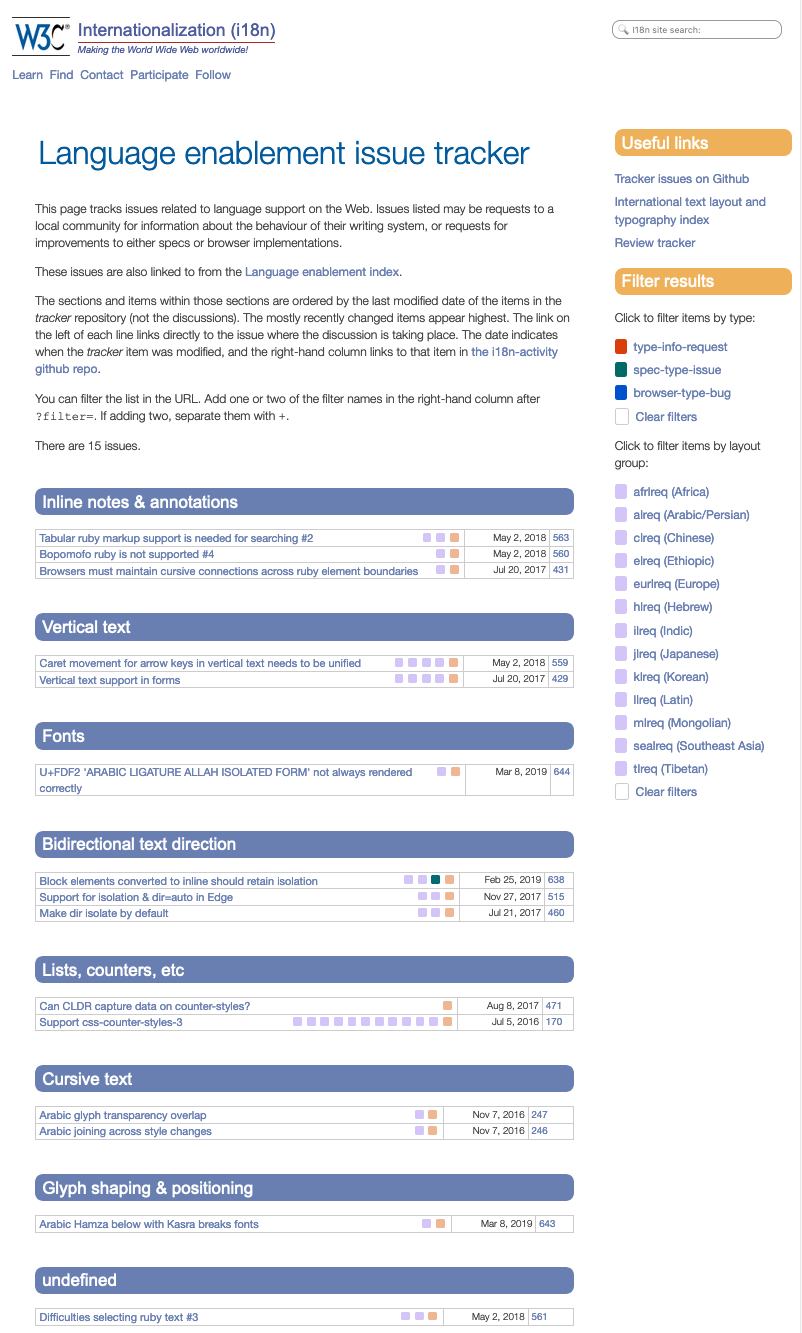 W3C® Internationalization (i18n)
Making the World Wide Web worldwide!
I18n site search:
Learn Find Contact Participate Follow
Language enablement issue tracker
This page tracks issues related to language support on the Web. Issues listed may be requests to a
local community for information about the behaviour of their writing system, or requests for
improvements to either specs or browser implementations.
These issues are also linked to from the Language enablement index.
The sections and items within those sections are ordered by the last modified date of the items in the
tracker repository (not the discussions). The mostly recently changed items appear highest. The link on
the left of each line links directly to the issue where the discussion is taking place. The date indicates
when the tracker item was modified, and the right-hand column links to that item in the i18n-activity
github repo.
You can filter the list in the URL. Add one or two of the filter names in the right-hand column after
?filter=. If adding two, separate them with +.
There are 15 issues.
Inline notes & annotations
Tabular ruby markup support is needed for searching #2 May 2, 2018 563
Bopomofo ruby is not supported #4 May 2, 2018 560
Browsers must maintain cursive connections across ruby element boundaries Jul 20, 2017 431
Vertical text
Caret movement for arrow keys in vertical text needs to be unified May 2, 2018 559
Vertical text support in forms Jul 20, 2017 429
Fonts
U+FDF2 'ARABIC LIGATURE ALLAH ISOLATED FORM' not always rendered Mar 8, 2019 644
correctly
Bidirectional text direction
Block elements converted to inline should retain isolation Feb 25, 2019 638
Support for isolation & dir=auto in Edge Nov 27, 2017 515
Make dir isolate by default Jul 21, 2017 460
Lists, counters, etc
Can CLDR capture data on counter-styles? Aug 8, 2017 471
Support css-counter-styles-3 Jul 5, 2016 170
Cursive text
Arabic glyph transparency overlap Nov 7, 2016 247
Arabic joining across style changes Nov 7, 2016 246
Glyph shaping & positioning
Arabic Hamza below with Kasra breaks fonts Mar 8, 2019 643
undefined
Difficulties selecting ruby text #3 May 2, 2018 561
Useful links
Tracker issues on Github
International text layout and
typography index
Review tracker
Filter results
Click to filter items by type:
type-info-request
spec-type-issue
browser-type-bug
Clear filters
Click to filter items by layout
group:
afrlreq (Africa)
alreq (Arabic/Persian)
clreq (Chinese)
elreq (Ethiopic)
eurlreq (Europe)
hlreq (Hebrew)
ilreq (Indic)
jlreq (Japanese)
klreq (Korean)
llreq (Latin)
mlreq (Mongolian)
sealreq (Southeast Asia)
tlreq (Tibetan)
Clear filters